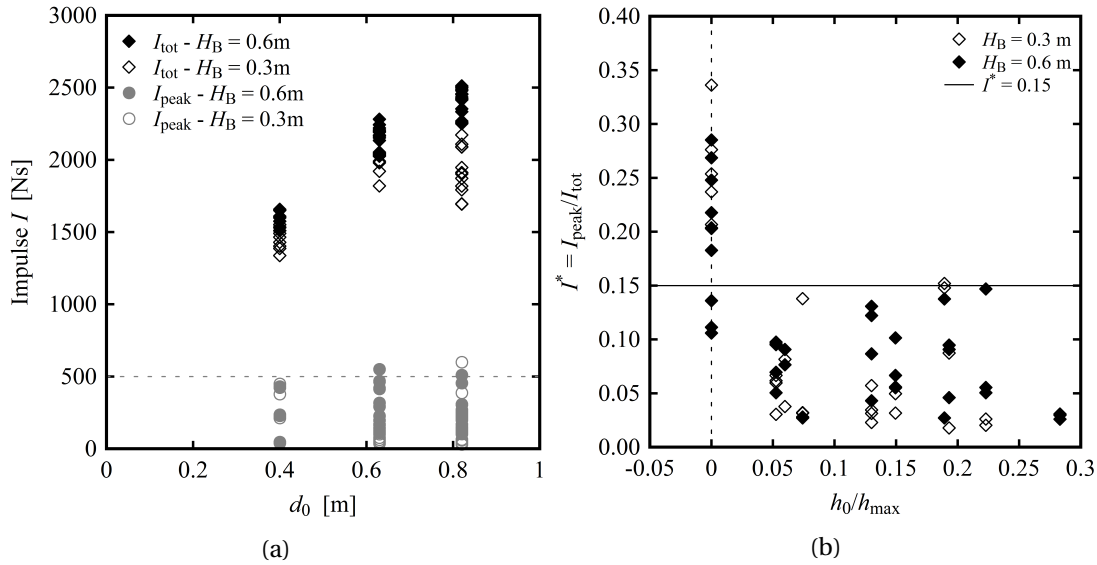 3000
2500
2000
1500
1000
500
0
Impulse I [Ns]
I_tot - H_B = 0.6m
I_tot - H_B = 0.3m
I_peak - H_B = 0.6m
I_peak - H_B = 0.3m
0 0.2 0.4 0.6 0.8 1
d_0 [m]
(a)
0.40
0.35
0.30
0.25
0.20
0.15
0.10
0.05
0.00
I* = I_peak/I_tot
H_B = 0.3 m
H_B = 0.6 m
I* = 0.15
-0.05 0 0.05 0.1 0.15 0.2 0.25 0.3
h_0/h_max
(b)